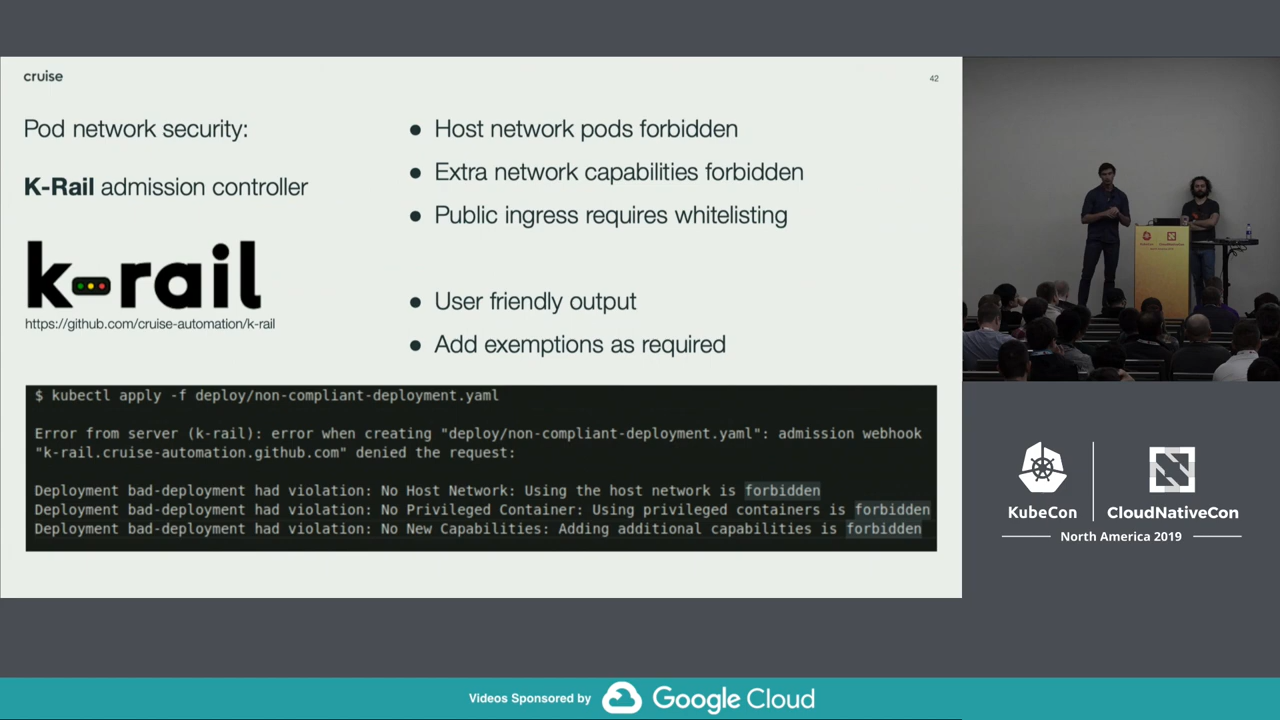 cruise
42
Pod network security:
K-Rail admission controller
k-rail
https://github.com/cruise-automation/k-rail
● Host network pods forbidden
● Extra network capabilities forbidden
● Public ingress requires whitelisting
● User friendly output
● Add exemptions as required
$ kubectl apply -f deploy/non-compliant-deployment.yaml
Error from server (k-rail): error when creating "deploy/non-compliant-deployment.yaml": admission webhook
"k-rail.cruise-automation.github.com" denied the request:
Deployment bad-deployment had violation: No Host Network: Using the host network is forbidden
Deployment bad-deployment had violation: No Privileged Container: Using privileged containers is forbidden
Deployment bad-deployment had violation: No New Capabilities: Adding additional capabilities is forbidden
KubeCon
CloudNativeCon
North America 2019
Videos Sponsored by
Google Cloud